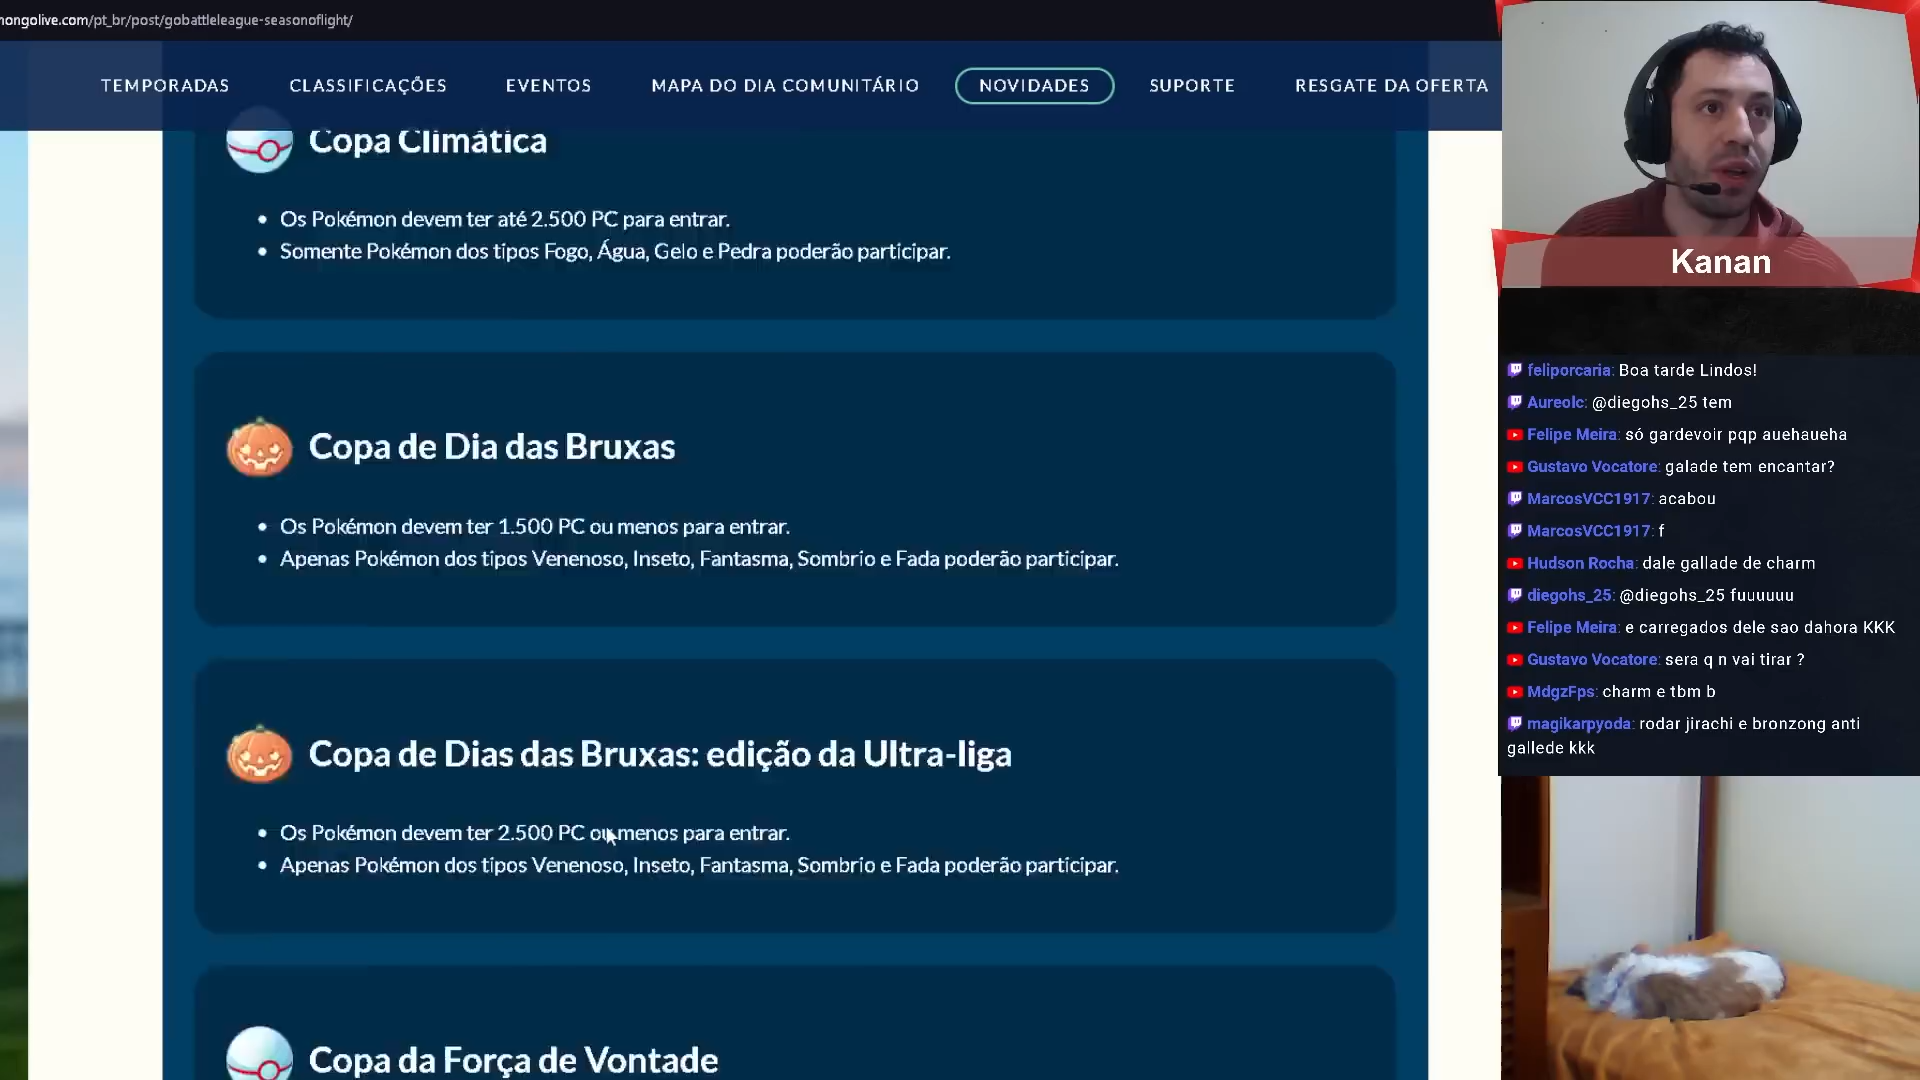 nongolive.com/pt_br/post/gobattleleague-seasonoflight/
TEMPORADAS
CLASSIFICAÇÕES
EVENTOS
MAPA DO DIA COMUNITÁRIO
NOVIDADES
SUPORTE
RESGATE DA OFERTA
Copa Climática
Os Pokémon devem ter até 2.500 PC para entrar.
Somente Pokémon dos tipos Fogo, Água, Gelo e Pedra poderão participar.
Copa de Dia das Bruxas
Os Pokémon devem ter 1.500 PC ou menos para entrar.
Apenas Pokémon dos tipos Venenoso, Inseto, Fantasma, Sombrio e Fada poderão participar.
Copa de Dias das Bruxas: edição da Ultra-liga
Os Pokémon devem ter 2.500 PC ou menos para entrar.
Apenas Pokémon dos tipos Venenoso, Inseto, Fantasma, Sombrio e Fada poderão participar.
Copa da Força de Vontade
Kanan
feliporcaria: Boa tarde Lindos!
Aureolc: @diegohs_25 tem
Felipe Meira: só gardevoir pqp auehaueha
Gustavo Vocatore: galade tem encantar?
MarcosVCC1917: acabou
MarcosVCC1917: f
Hudson Rocha: dale gallade de charm
diegohs_25: @diegohs_25 fuuuuuu
Felipe Meira: e carregados dele sao dahora KKK
Gustavo Vocatore: sera q n vai tirar ?
MdgzFps: charm e tbm b
magikarpyoda: rodar jirachi e bronzong anti
gallede kkk